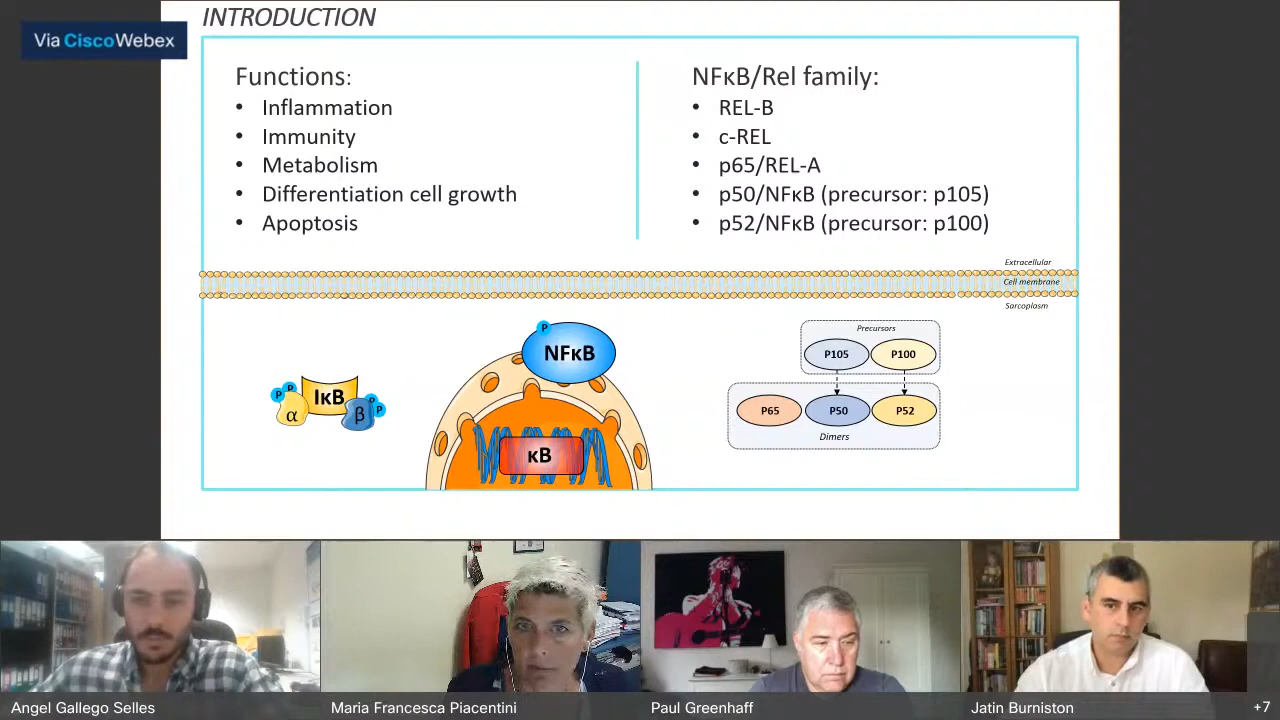 INTRODUCTION
Via CiscoWebex
Functions:
• Inflammation
• Immunity
• Metabolism
• Differentiation cell growth
• Apoptosis
NFκB/Rel family:
• REL-B
• c-REL
• p65/REL-A
• p50/NFκB (precursor: p105)
• p52/NFκB (precursor: p100)
Extracellular
Cell membrane
Sarcoplasm
P
NFκB
P
P
IκB
α
β
P
P
κB
Precursors
P105
P100
P65
P50
P52
Dimers
Angel Gallego Selles
Maria Francesca Piacentini
Paul Greenhaff
Jatin Burniston
+7